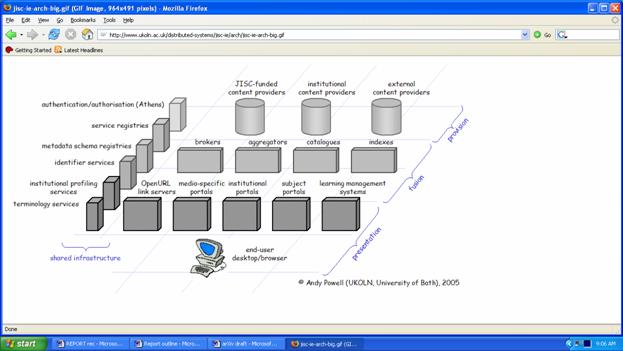 jisc-ie-arch-big.gif (GIF Image, 964x491 pixels) - Mozilla Firefox
File Edit View Go Bookmarks Tools Help
http://www.ukoln.ac.uk/distributed-systems/jisc-ie/arch/jisc-ie-arch-big.gif Go
Getting Started Latest Headlines
JISC-funded
content providers
institutional
content providers
external
content providers
authentication/authorisation (Athens)
service registries
metadata schema registries
identifier services
institutional profiling
services
terminology services
brokers aggregators catalogues indexes
OpenURL
link servers
media-specific
portals
institutional
portals
subject
portals
learning management
systems
provision
fusion
presentation
shared infrastructure
end-user
desktop/browser
© Andy Powell (UKOLN, University of Bath), 2005
Done
start REPORT rec - Micros... Report outline - Micro... arXiv draft - Microsof... jisc-ie-arch-big.gif (GI... 9:06 AM